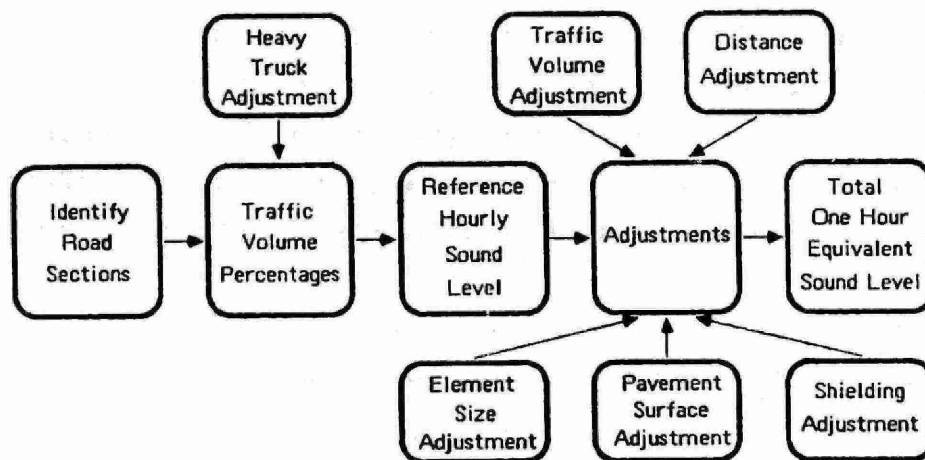 Heavy
Truck
Adjustment
Traffic
Volume
Adjustment
Distance
Adjustment
Identify
Road
Sections
Traffic
Volume
Percentages
Reference
Hourly
Sound
Level
Adjustments
Total
One Hour
Equivalent
Sound Level
Element
Size
Adjustment
Pavement
Surface
Adjustment
Shielding
Adjustment